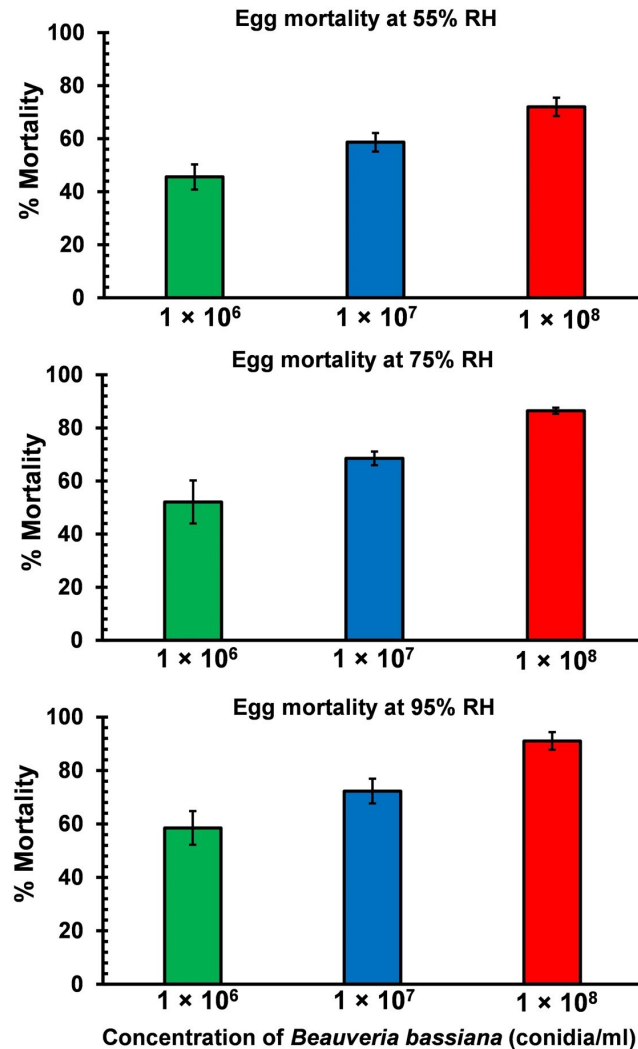 Egg mortality at 55% RH
% Mortality
100
80
60
40
20
0
1 × 10⁶
1 × 10⁷
1 × 10⁸
Egg mortality at 75% RH
% Mortality
100
80
60
40
20
0
1 × 10⁶
1 × 10⁷
1 × 10⁸
Egg mortality at 95% RH
% Mortality
100
80
60
40
20
0
1 × 10⁶
1 × 10⁷
1 × 10⁸
Concentration of Beauveria bassiana (conidia/ml)